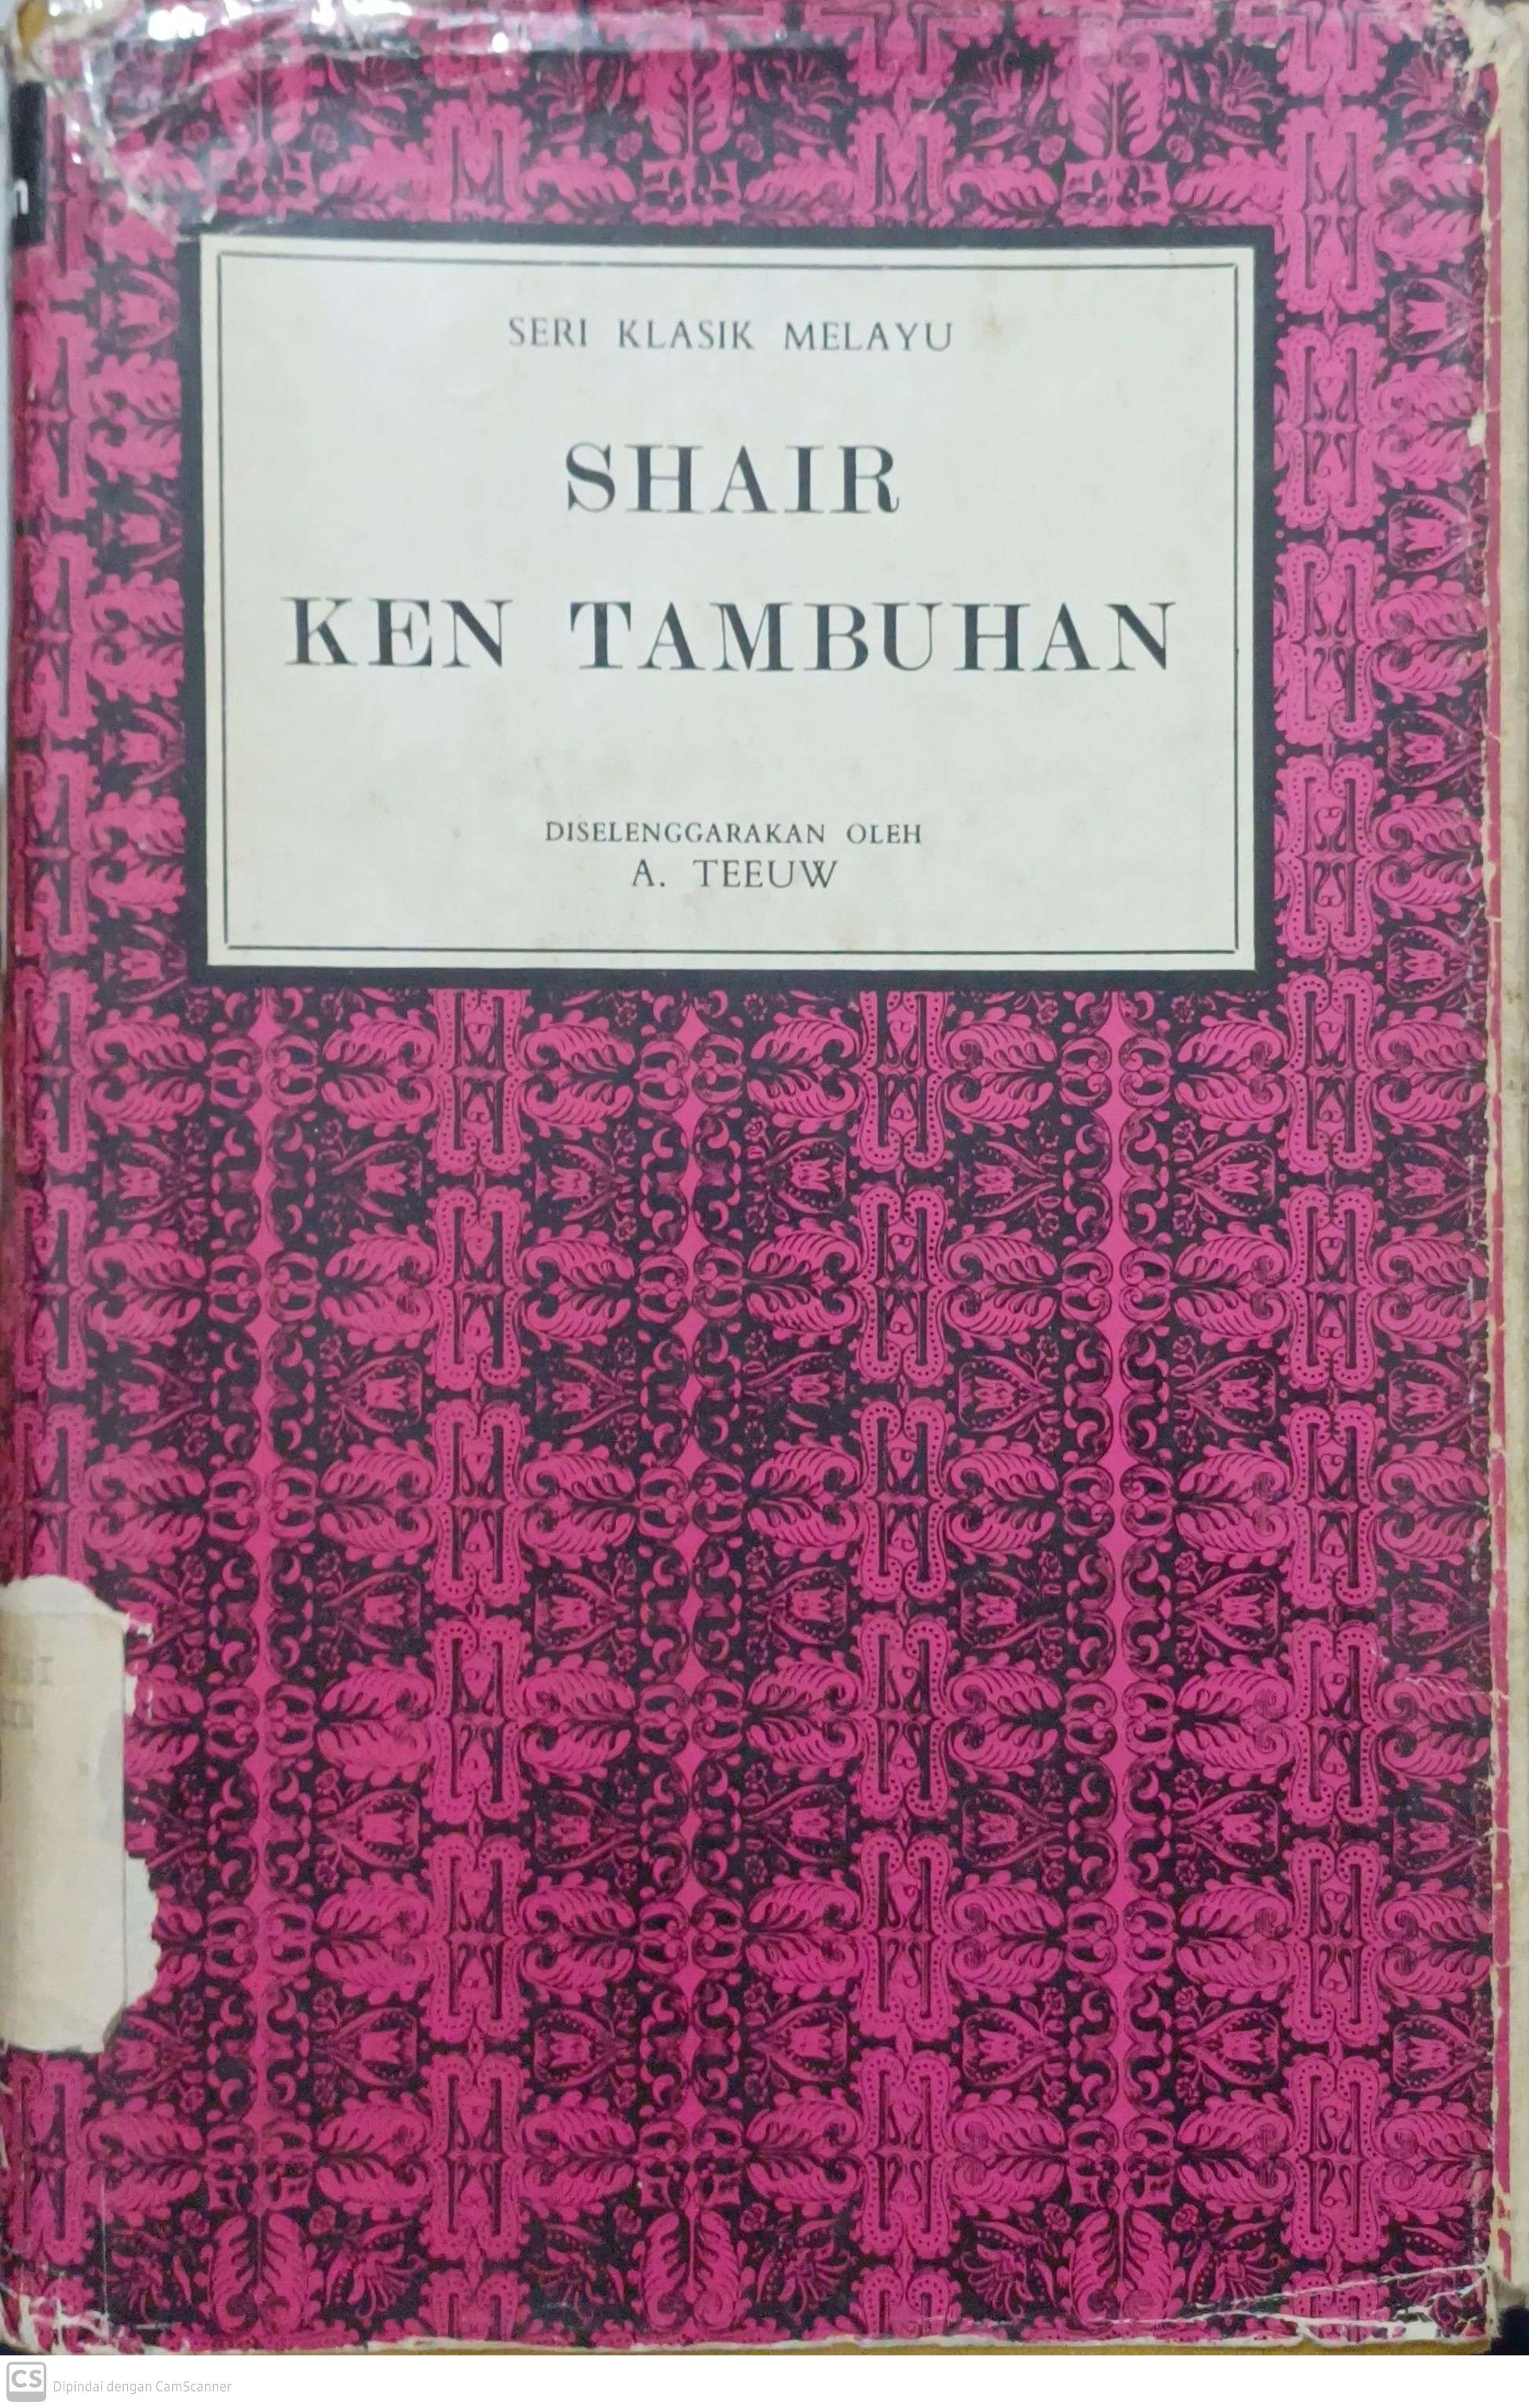 SERI KLASIK MELAYU
SHAIR
KEN TAMBUHAN
DISELENGGARAKAN OLEH
A. TEEUW
CS Dipindai dengan CamScanner